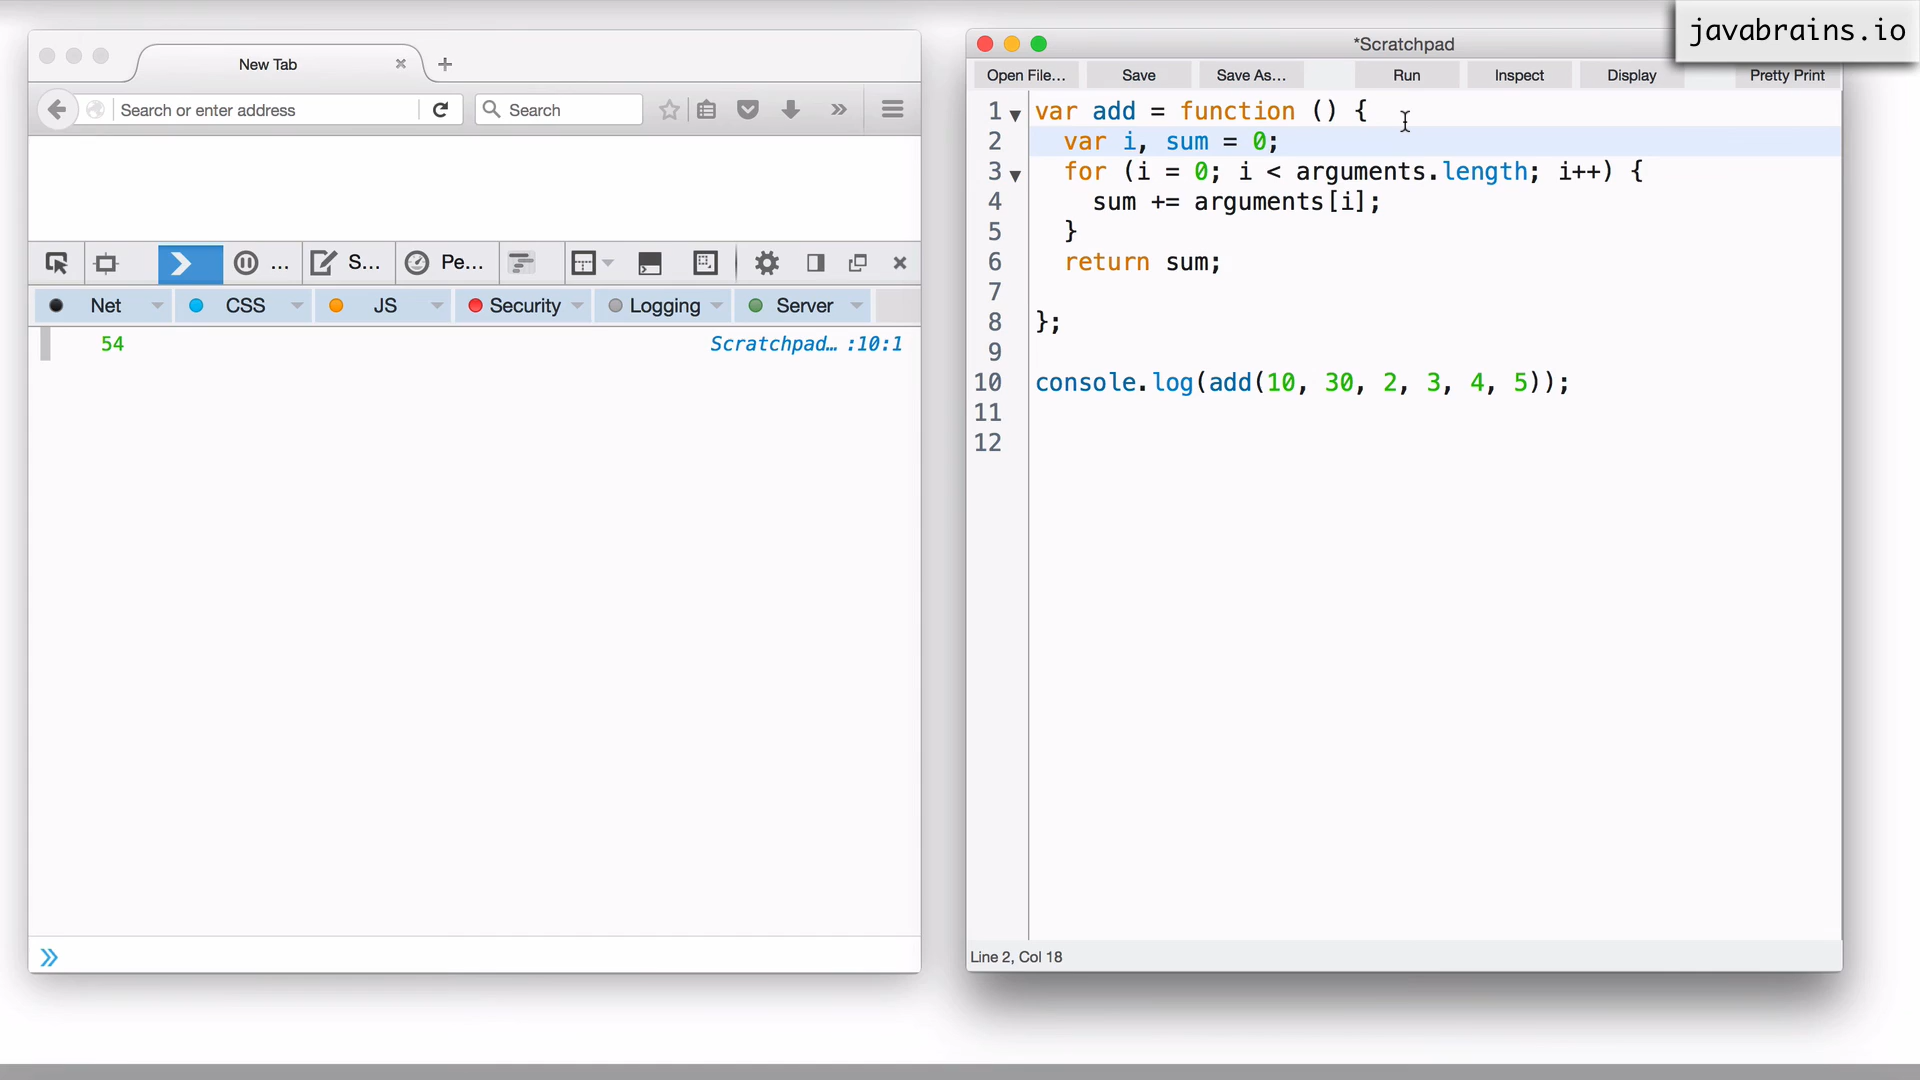 javabrains.io
New Tab
Search or enter address
Search
... S... Pe...
Net CSS JS Security Logging Server
54 Scratchpad… :10:1
*Scratchpad
Open File... Save Save As... Run Inspect Display Pretty Print
1 var add = function () {
2 var i, sum = 0;
3 for (i = 0; i < arguments.length; i++) {
4 sum += arguments[i];
5 }
6 return sum;
7
8 };
9
10 console.log(add(10, 30, 2, 3, 4, 5));
11
12
Line 2, Col 18